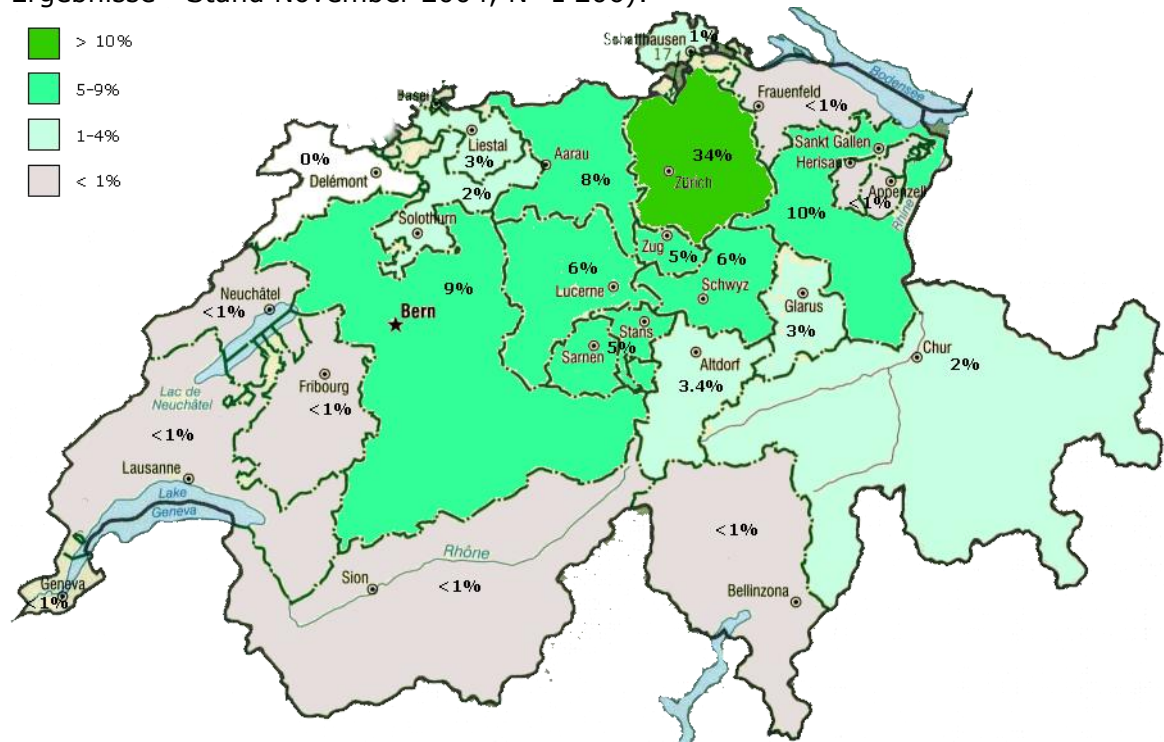 Ergebnisse - Stand November 2004, N° I 206).
> 10%
5-9%
1-4%
< 1%
Schaffhausen
1%
17
Bodensee
Basel
Frauenfeld
<1%
Liestal
3%
Aarau
8%
34%
Zürich
Sankt Gallen
Herisau
Appenzell
<1%
Rhine
0%
Delémont
2%
10%
Solothurn
Zug
5%
6%
Schwyz
6%
Lucerne
9%
Bern
Neuchâtel
<1%
Glarus
3%
Stans
5%
Sarnen
Altdorf
3.4%
Chur
2%
Fribourg
<1%
Lac de
Neuchâtel
<1%
Lausanne
Lake
Geneva
Geneva
<1%
Rhône
Sion
<1%
<1%
Bellinzona